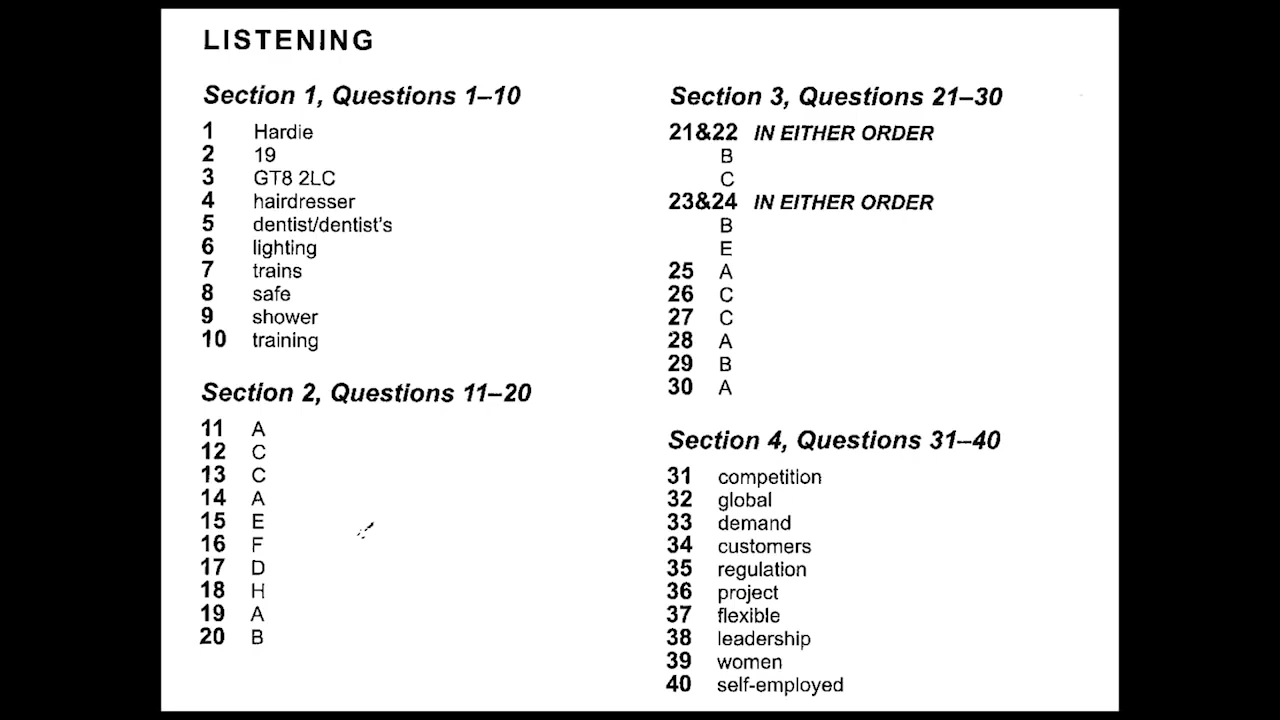 LISTENING
Section 1, Questions 1–10
1 Hardie
2 19
3 GT8 2LC
4 hairdresser
5 dentist/dentist's
6 lighting
7 trains
8 safe
9 shower
10 training
Section 2, Questions 11–20
11 A
12 C
13 C
14 A
15 E
16 F
17 D
18 H
19 A
20 B
Section 3, Questions 21–30
21&22 IN EITHER ORDER
B
C
23&24 IN EITHER ORDER
B
E
25 A
26 C
27 C
28 A
29 B
30 A
Section 4, Questions 31–40
31 competition
32 global
33 demand
34 customers
35 regulation
36 project
37 flexible
38 leadership
39 women
40 self-employed